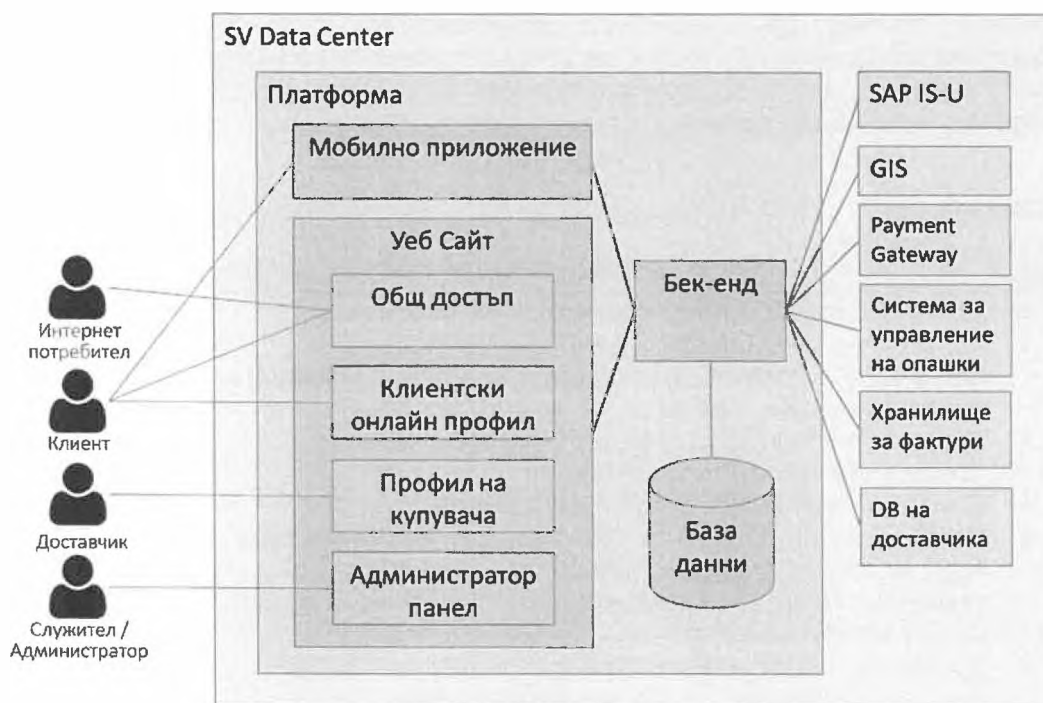 SV Data Center
Платформа
Мобилно приложение
Уеб Сайт
Общ достъп
Клиентски
онлайн профил
Профил на
купувача
Администратор
панел
Бек-енд
База
данни
SAP IS-U
GIS
Payment
Gateway
Система за
управление
на опашки
Хранилище
за фактури
DB на
доставчика
Интернет
потребител
Клиент
Доставчик
Служител /
Администратор